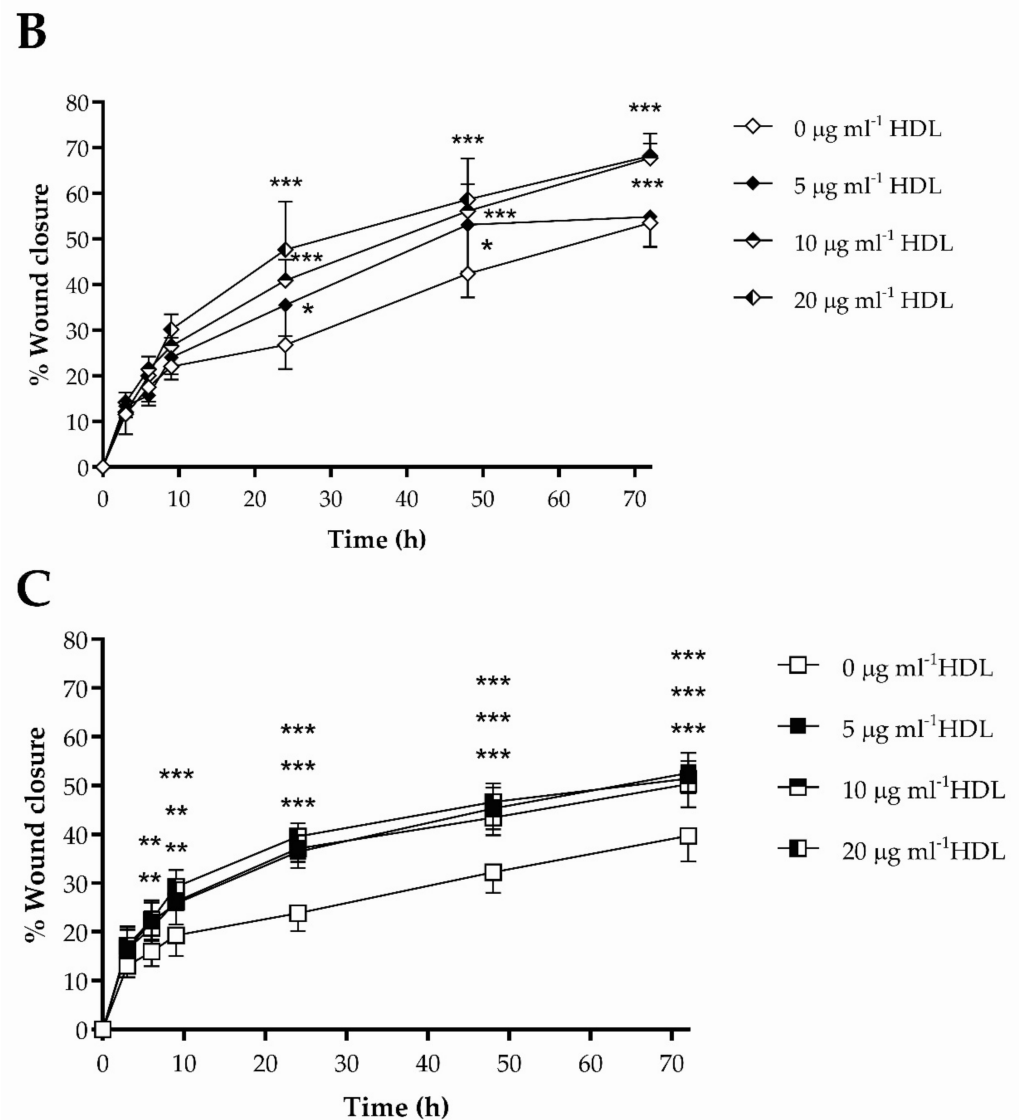 B
80
70
60
50
40
30
20
10
0
% Wound closure
0 10 20 30 40 50 60 70
Time (h)
***
***
***
***
***
***
*
*
0 µg ml⁻¹ HDL
5 µg ml⁻¹ HDL
10 µg ml⁻¹ HDL
20 µg ml⁻¹ HDL
C
80
70
60
50
40
30
20
10
0
% Wound closure
0 10 20 30 40 50 60 70
Time (h)
**
**
***
**
**
***
***
***
***
***
***
***
***
***
0 µg ml⁻¹HDL
5 µg ml⁻¹HDL
10 µg ml⁻¹HDL
20 µg ml⁻¹HDL